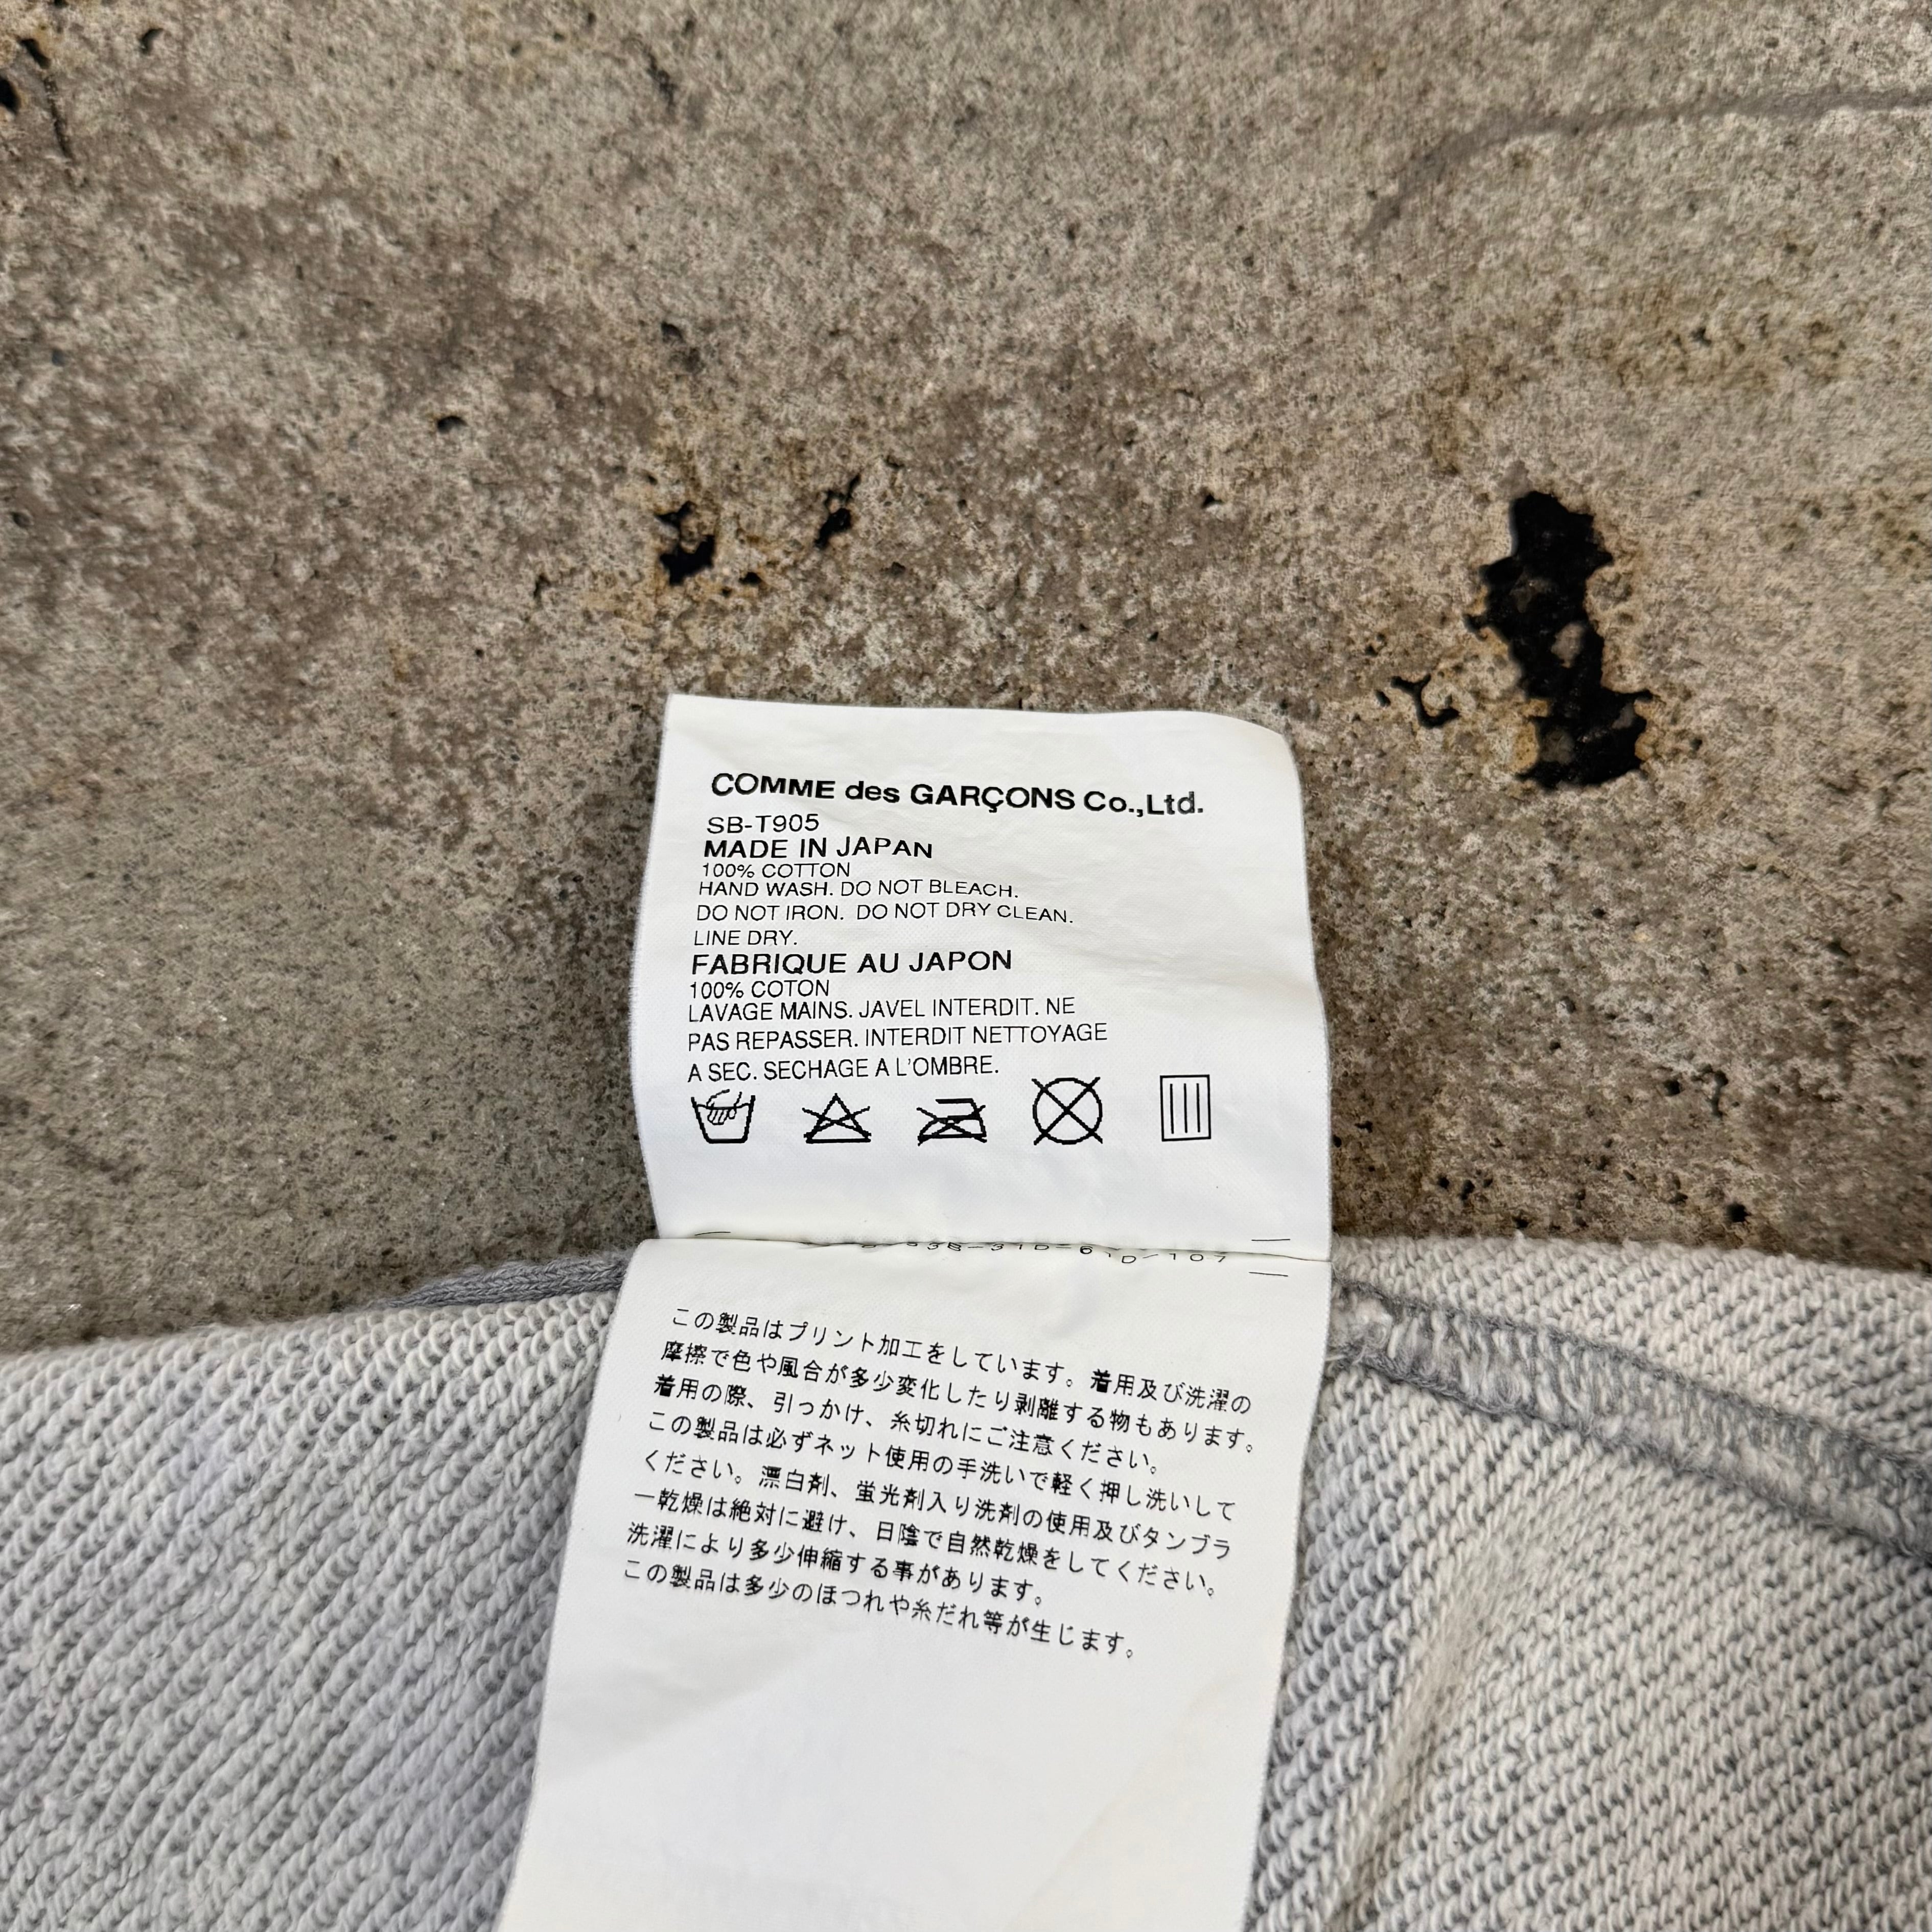 COMME des GARÇONS Co.,Ltd.
SB-T905
MADE IN JAPAN
100% COTTON
HAND WASH. DO NOT BLEACH.
DO NOT IRON. DO NOT DRY CLEAN.
LINE DRY.
FABRIQUE AU JAPON
100% COTON
LAVAGE MAINS. JAVEL INTERDIT. NE
PAS REPASSER. INTERDIT NETTOYAGE
A SEC. SECHAGE A L'OMBRE.
この製品はプリント加工をしています。着用及び洗濯の
摩擦で色や風合が多少変化したり剥離する物もあります。
着用の際、引っかけ、糸切れにご注意ください。
この製品は必ずネット使用の手洗いで軽く押し洗いして
ください。漂白剤、蛍光剤入り洗剤の使用及びタンブラ
ー乾燥は絶対に避け、日陰で自然乾燥をしてください。
洗濯により多少伸縮する事があります。
この製品は多少のほつれや糸だれ等が生じます。